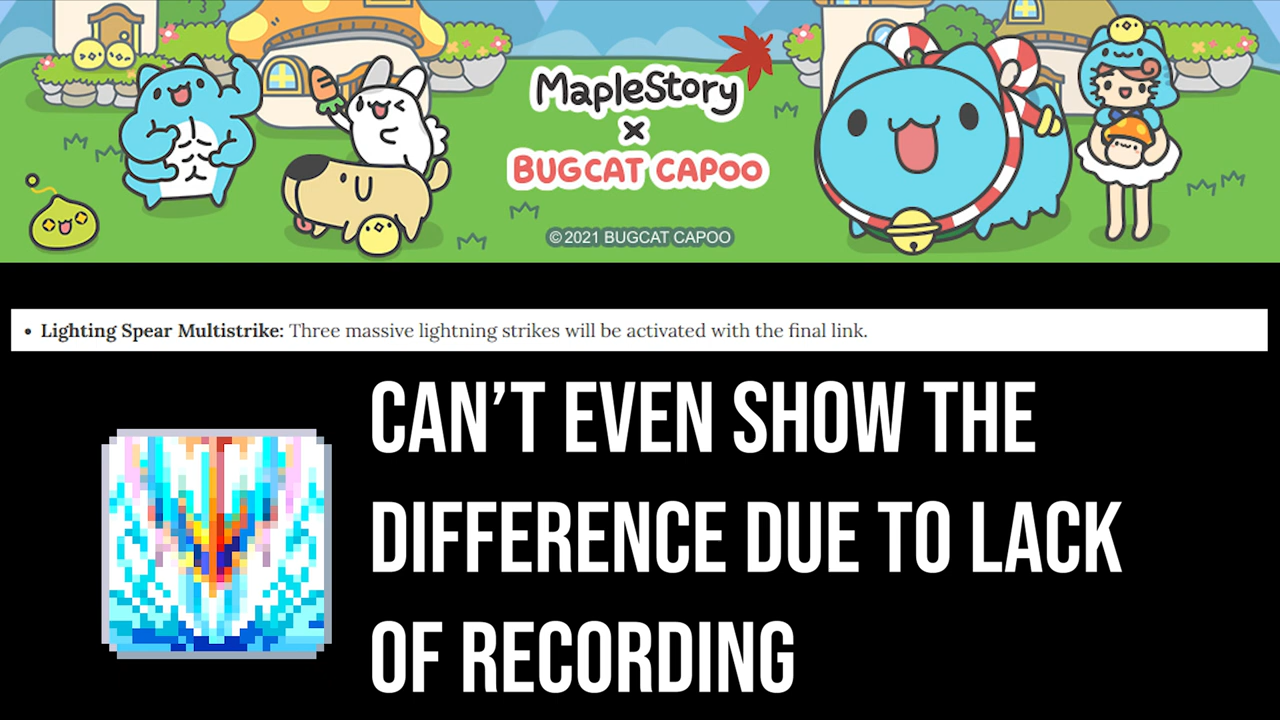 MapleStory
×
BUGCAT CAPOO
©2021 BUGCAT CAPOO
• Lighting Spear Multistrike: Three massive lightning strikes will be activated with the final link.
CAN'T EVEN SHOW THE
DIFFERENCE DUE TO LACK
OF RECORDING